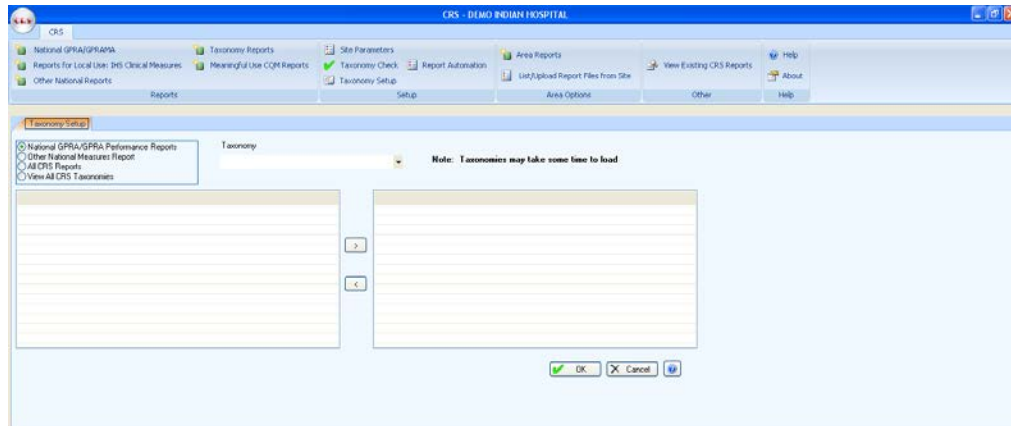 CRS - DEMO INDIAN HOSPITAL
CRS
National GPRA/GPRAMA
Reports for Local Use: IHS Clinical Measures
Other National Reports
Taxonomy Reports
Meaningful Use CQM Reports
Reports
Site Parameters
Taxonomy Check
Report Automation
Taxonomy Setup
Setup
Area Reports
List/Upload Report Files from Site
Area Options
View Existing CRS Reports
Other
Help
About
Help
Taxonomy Setup
National GPRA/GPRA Performance Reports
Other National Measures Report
All CRS Reports
View All CRS Taxonomies
Taxonomy
Note: Taxonomies may take some time to load
>
<
OK
Cancel